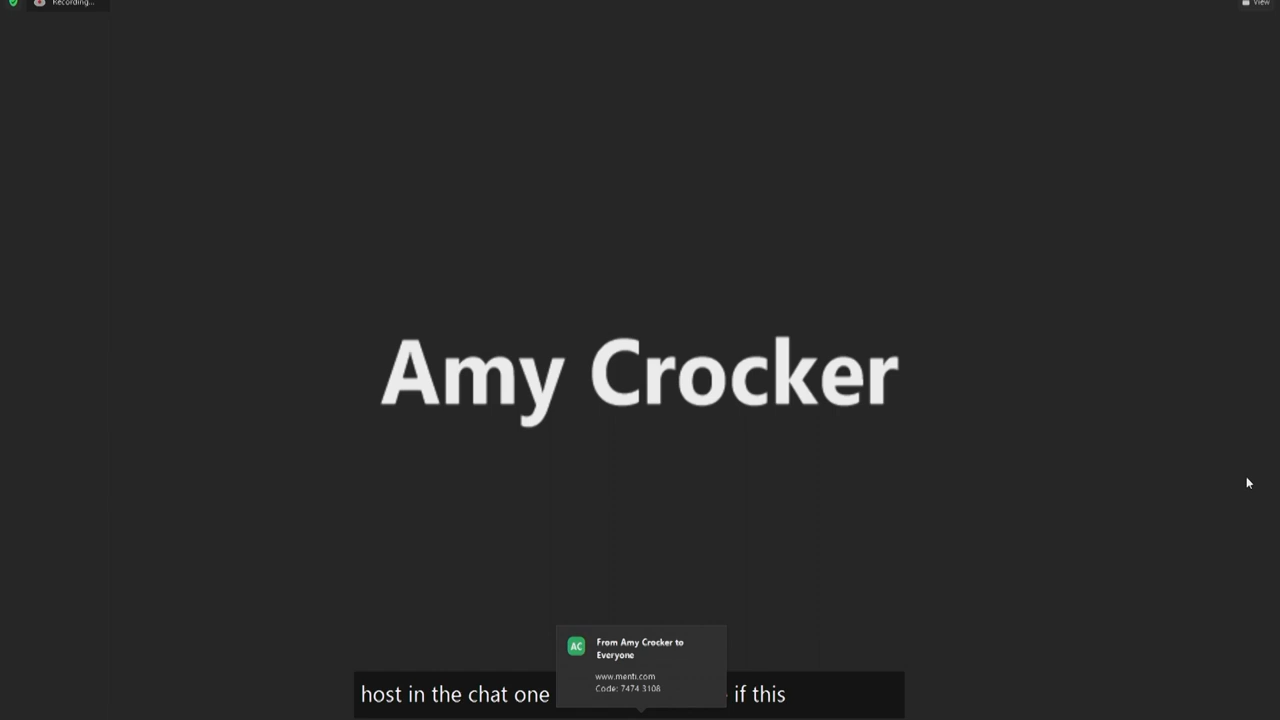 Recording...
View
Amy Crocker
AC
From Amy Crocker to
Everyone
www.menti.com
Code: 7474 3108
host in the chat one if this